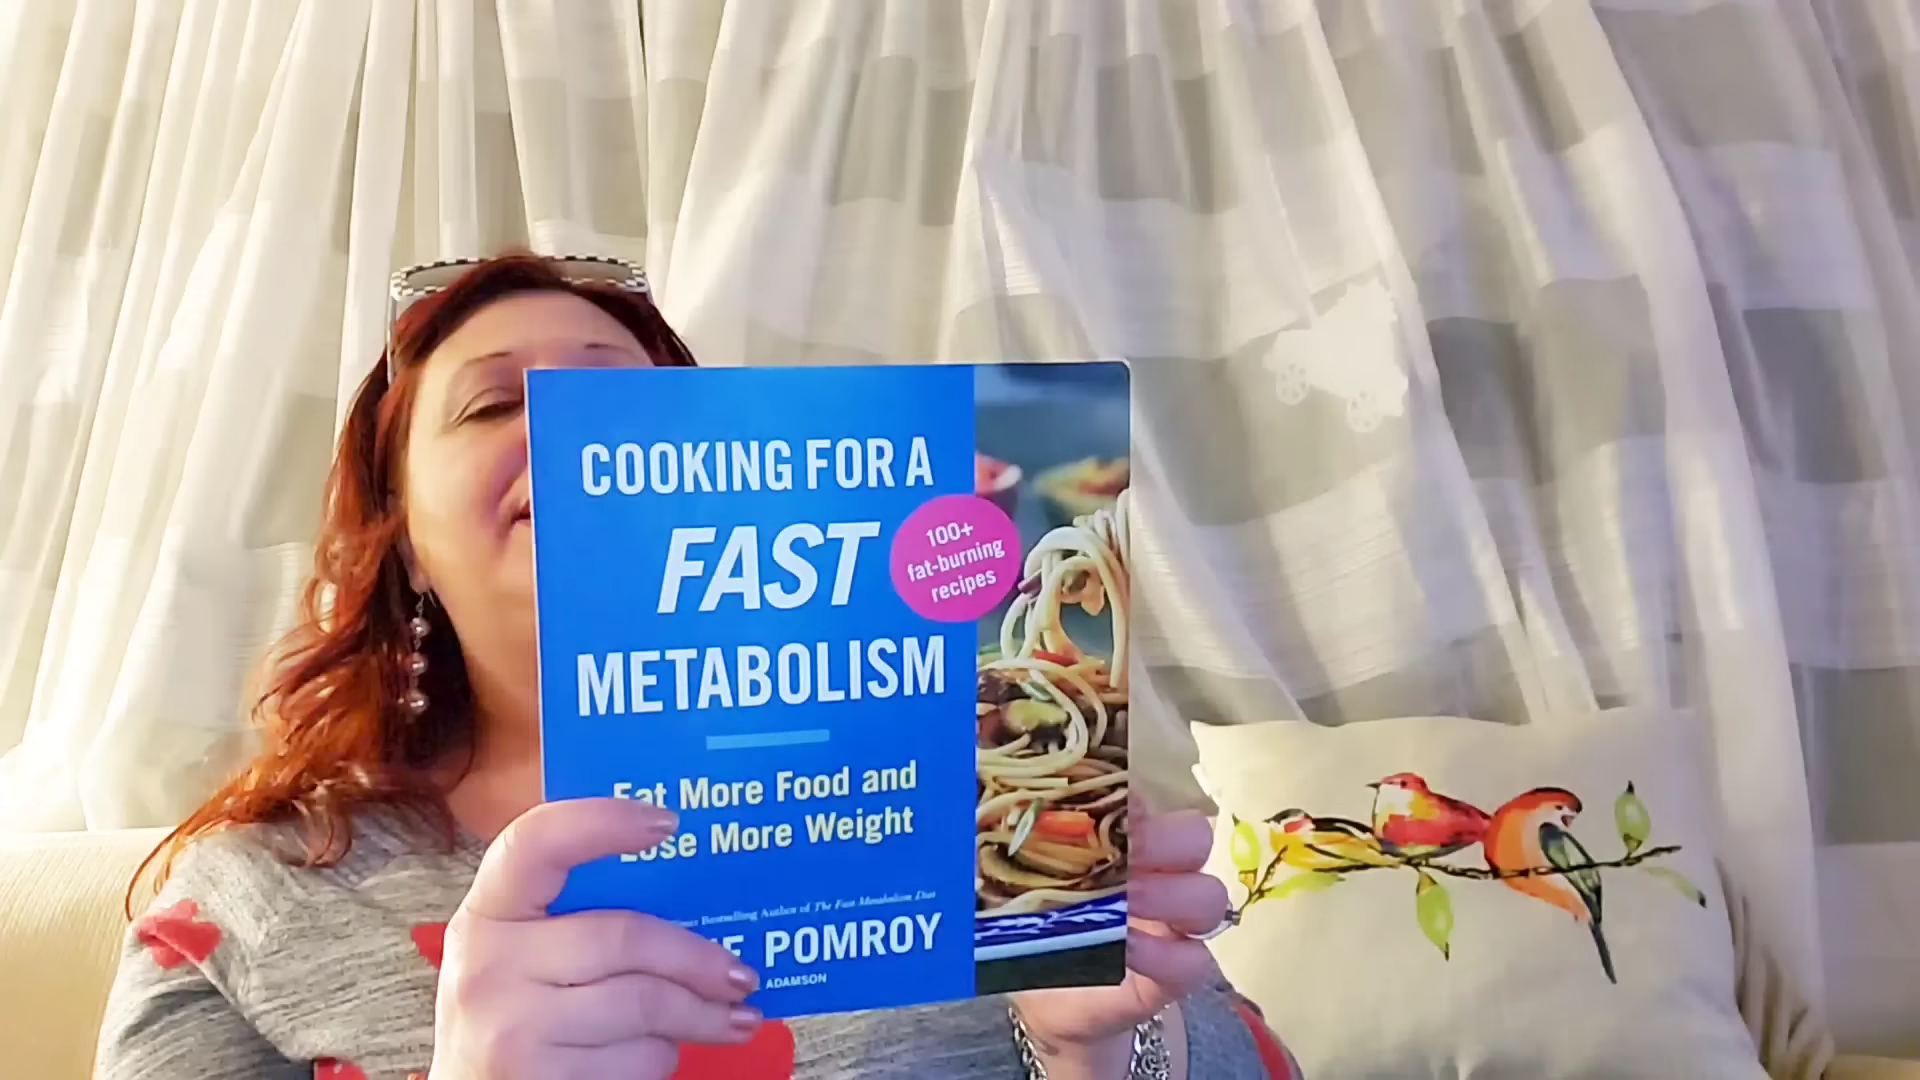 COOKING FOR A
FAST
METABOLISM
100+
fat-burning
recipes
Eat More Food and
Lose More Weight
Bestselling Author of The Fast Metabolism Diet
POMROY
ADAMSON